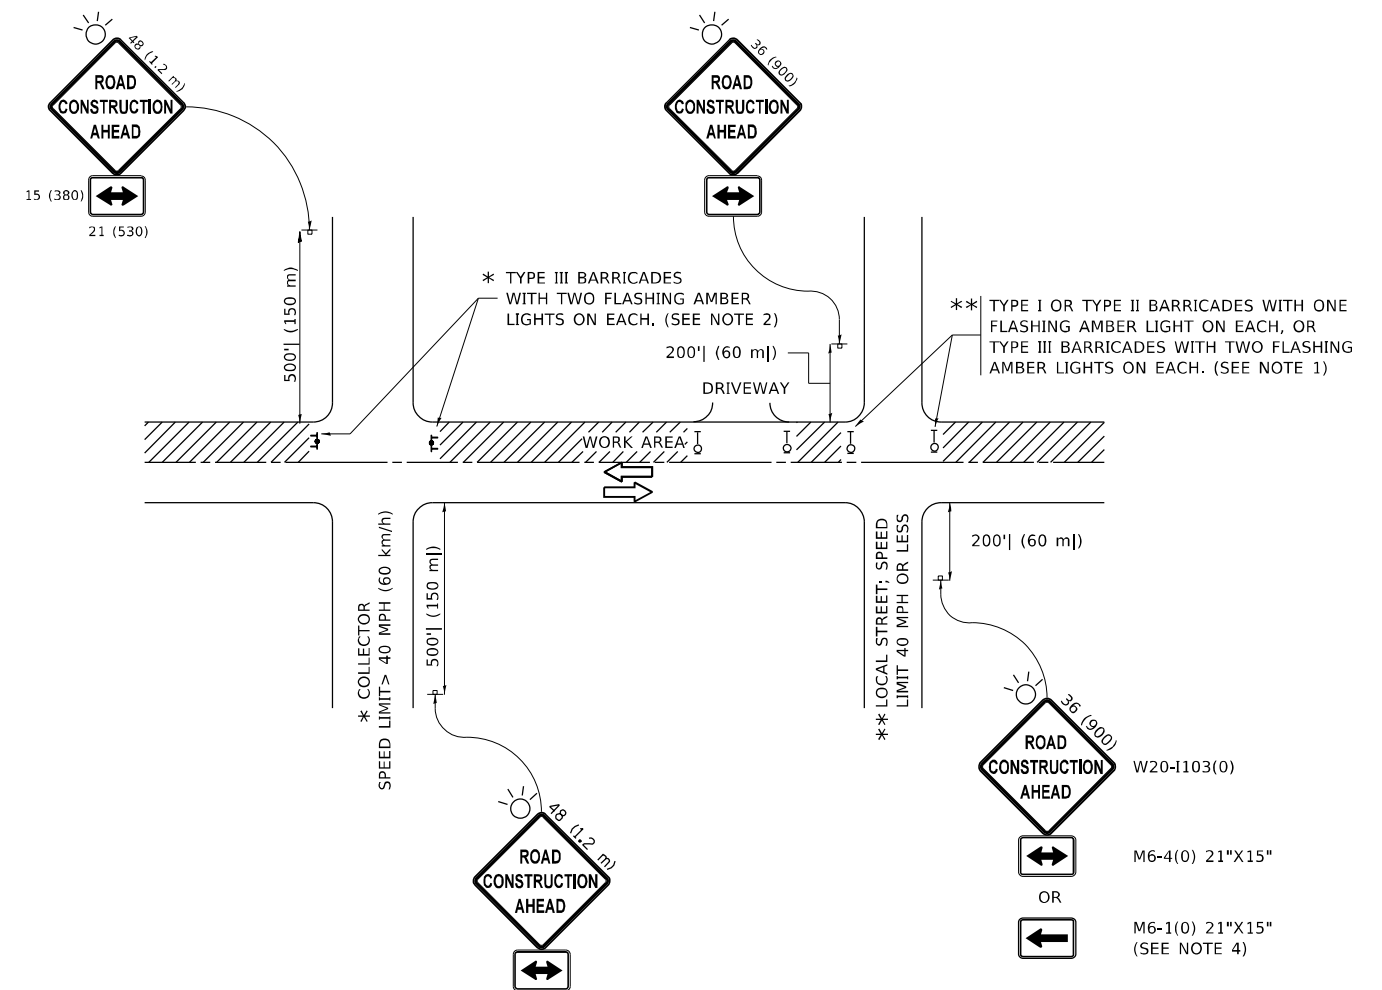 48 (1.2 m)
ROAD
CONSTRUCTION
AHEAD
15 (380)
21 (530)
36 (900)
ROAD
CONSTRUCTION
AHEAD
500'| (150 m)
* TYPE III BARRICADES
WITH TWO FLASHING AMBER
LIGHTS ON EACH. (SEE NOTE 2)
200'| (60 m|)
DRIVEWAY
** TYPE I OR TYPE II BARRICADES WITH ONE
FLASHING AMBER LIGHT ON EACH, OR
TYPE III BARRICADES WITH TWO FLASHING
AMBER LIGHTS ON EACH. (SEE NOTE 1)
WORK AREA
* COLLECTOR
SPEED LIMIT> 40 MPH (60 km/h)
500'| (150 m|)
** LOCAL STREET; SPEED
LIMIT 40 MPH OR LESS
200'| (60 m|)
48 (1.2 m)
ROAD
CONSTRUCTION
AHEAD
36 (900)
ROAD
CONSTRUCTION
AHEAD
W20-I103(0)
M6-4(0) 21"X15"
OR
M6-1(0) 21"X15"
(SEE NOTE 4)